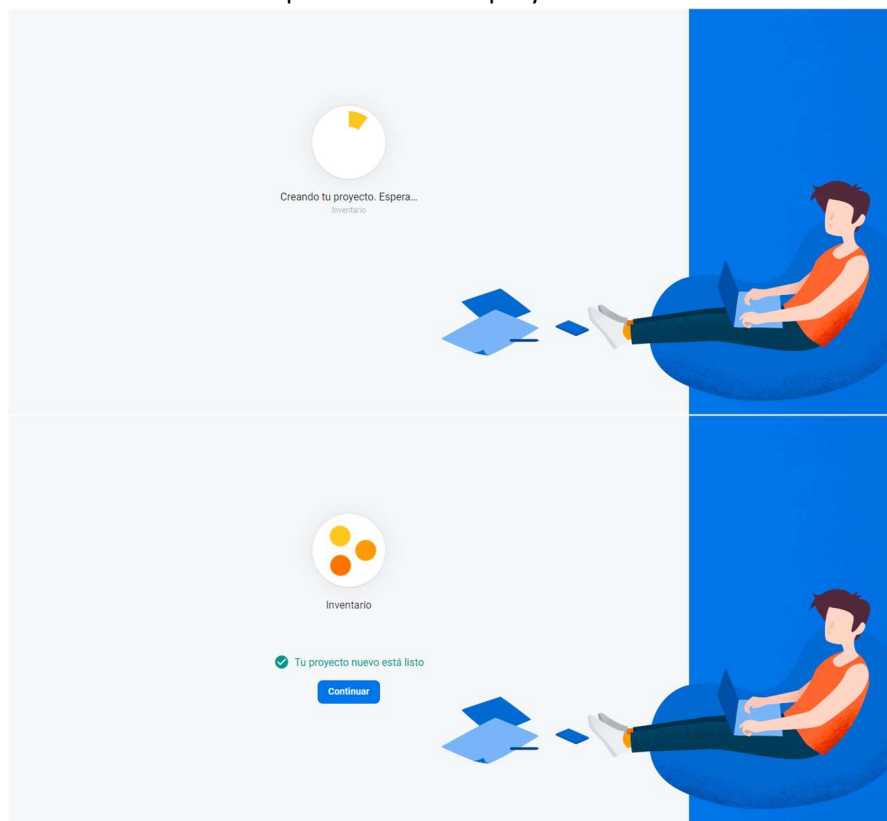 Creando tu proyecto. Espera...
Inventario
Inventario
Tu proyecto nuevo está listo
Continuar